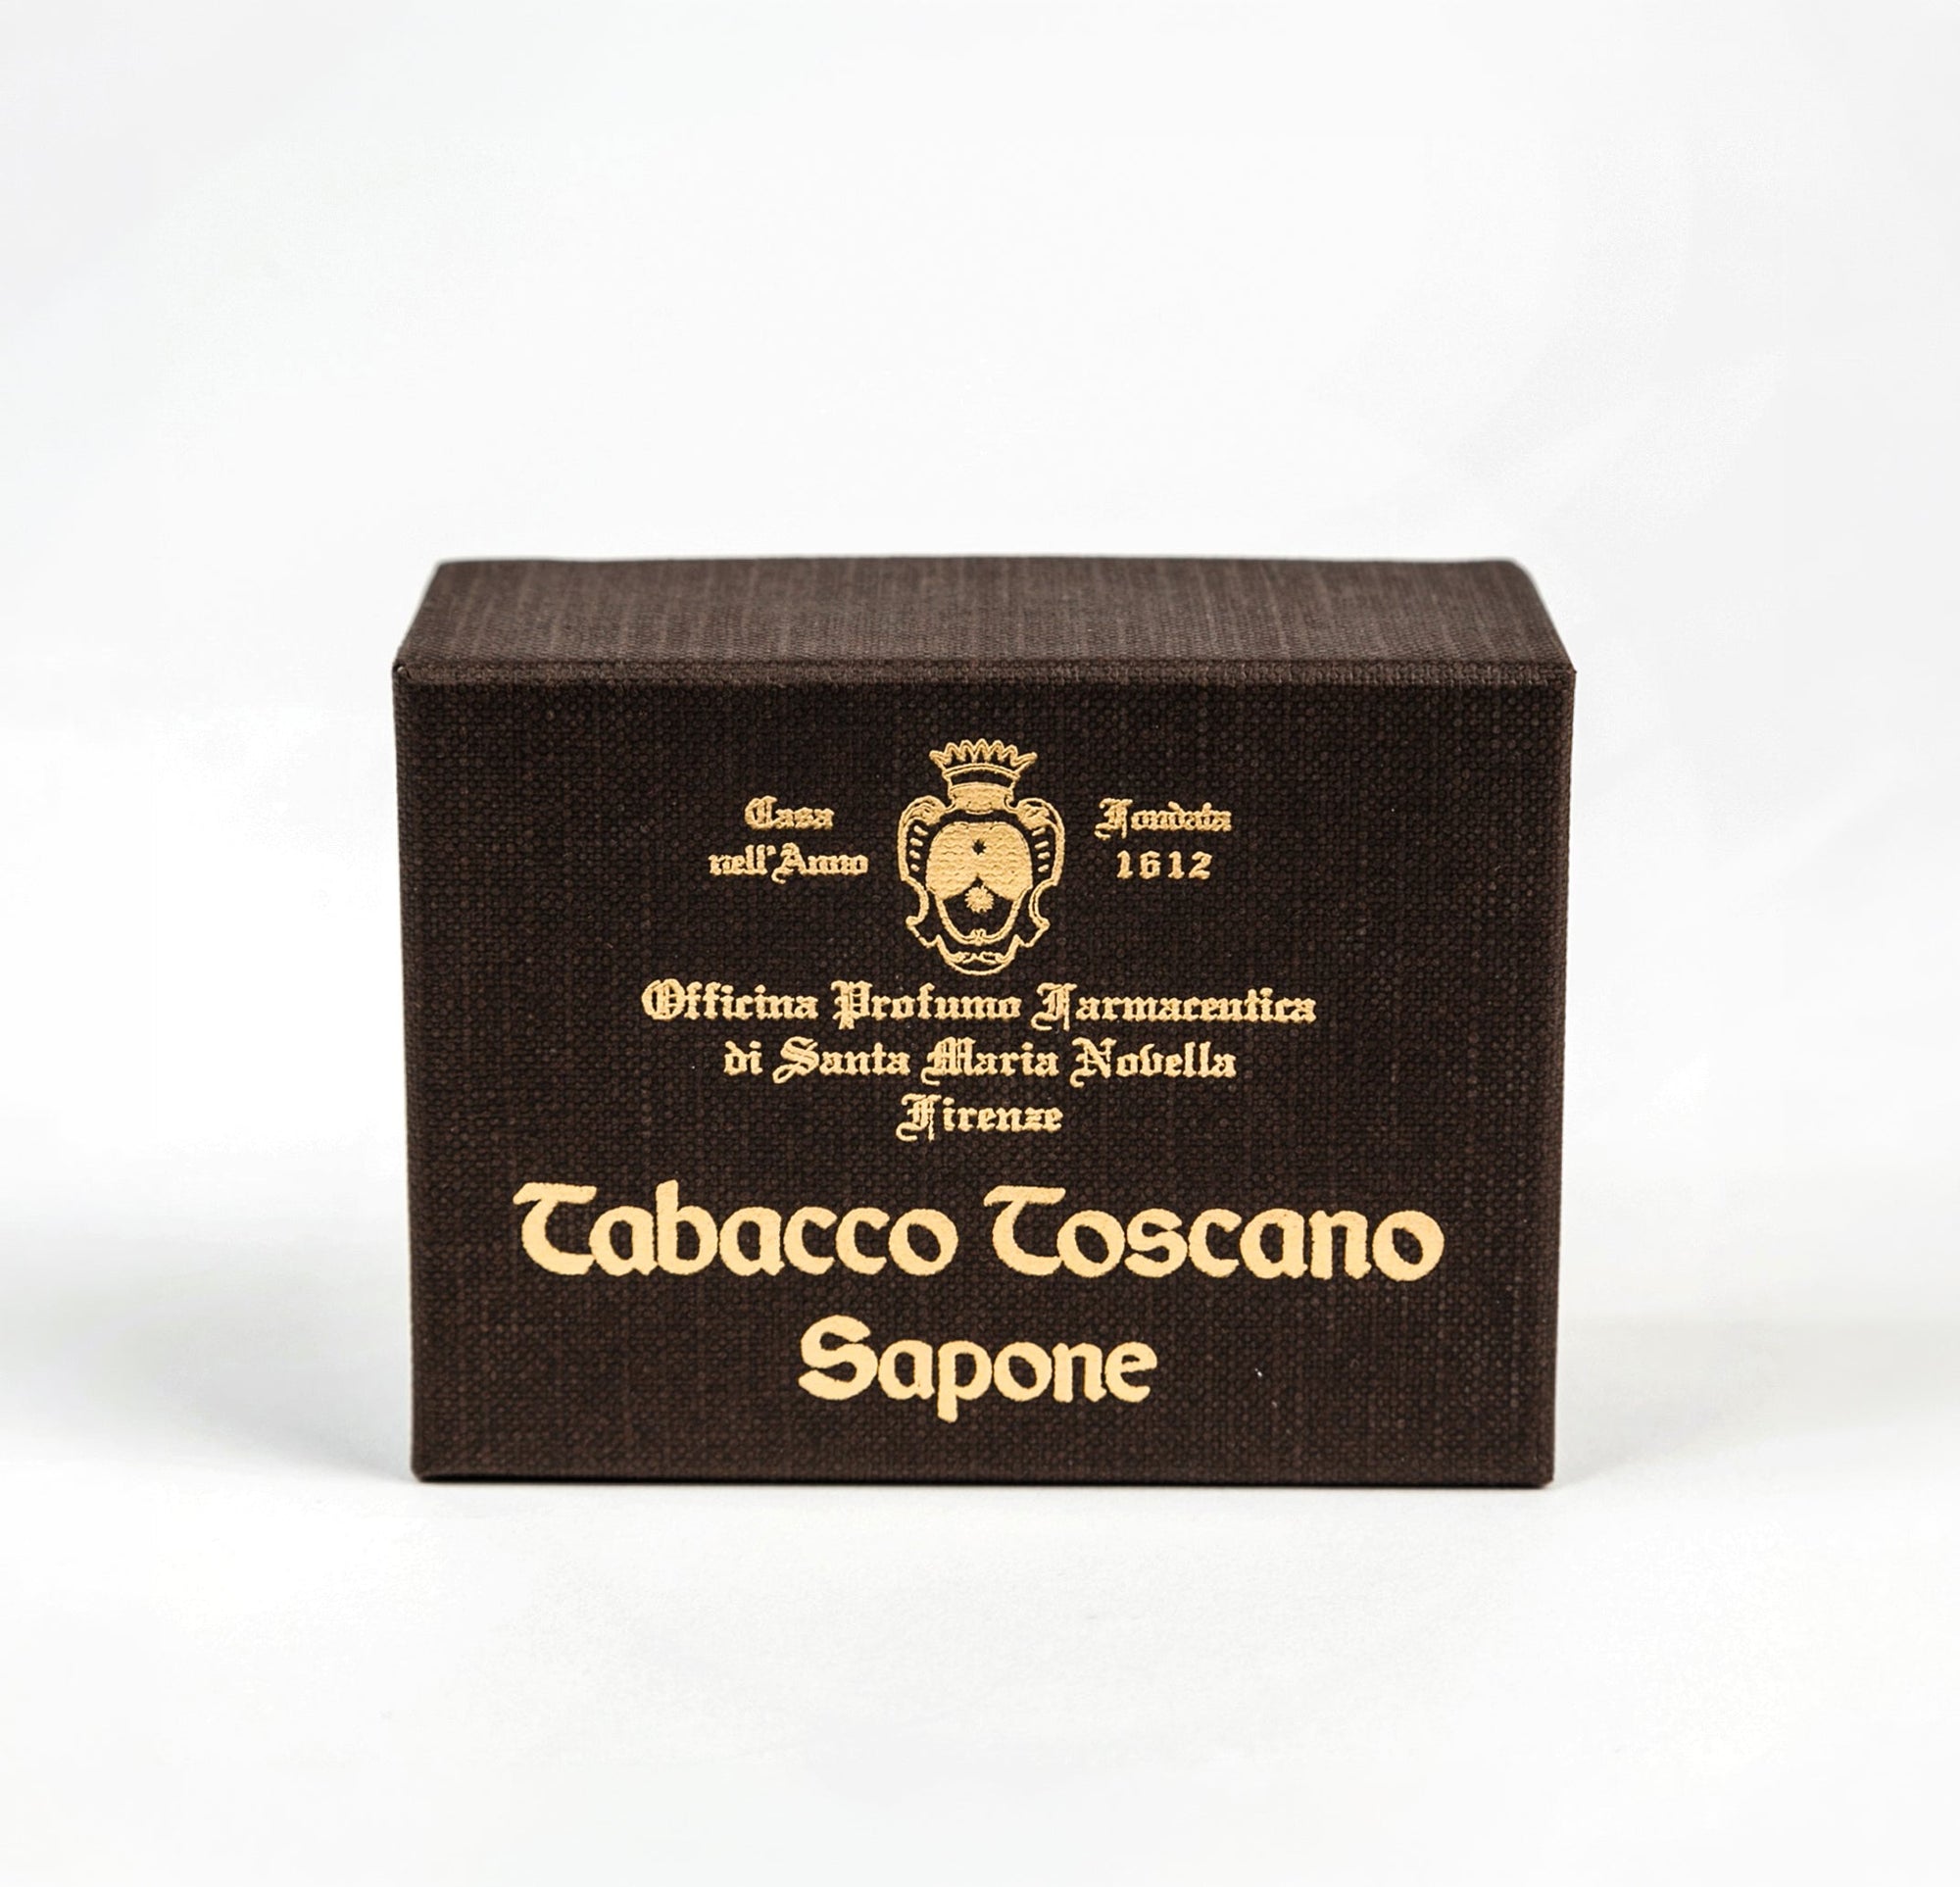 Casa Fondata
nell'Anno 1612
Officina Profumo Farmaceutica
di Santa Maria Novella
Firenze
Tabacco Toscano
Sapone